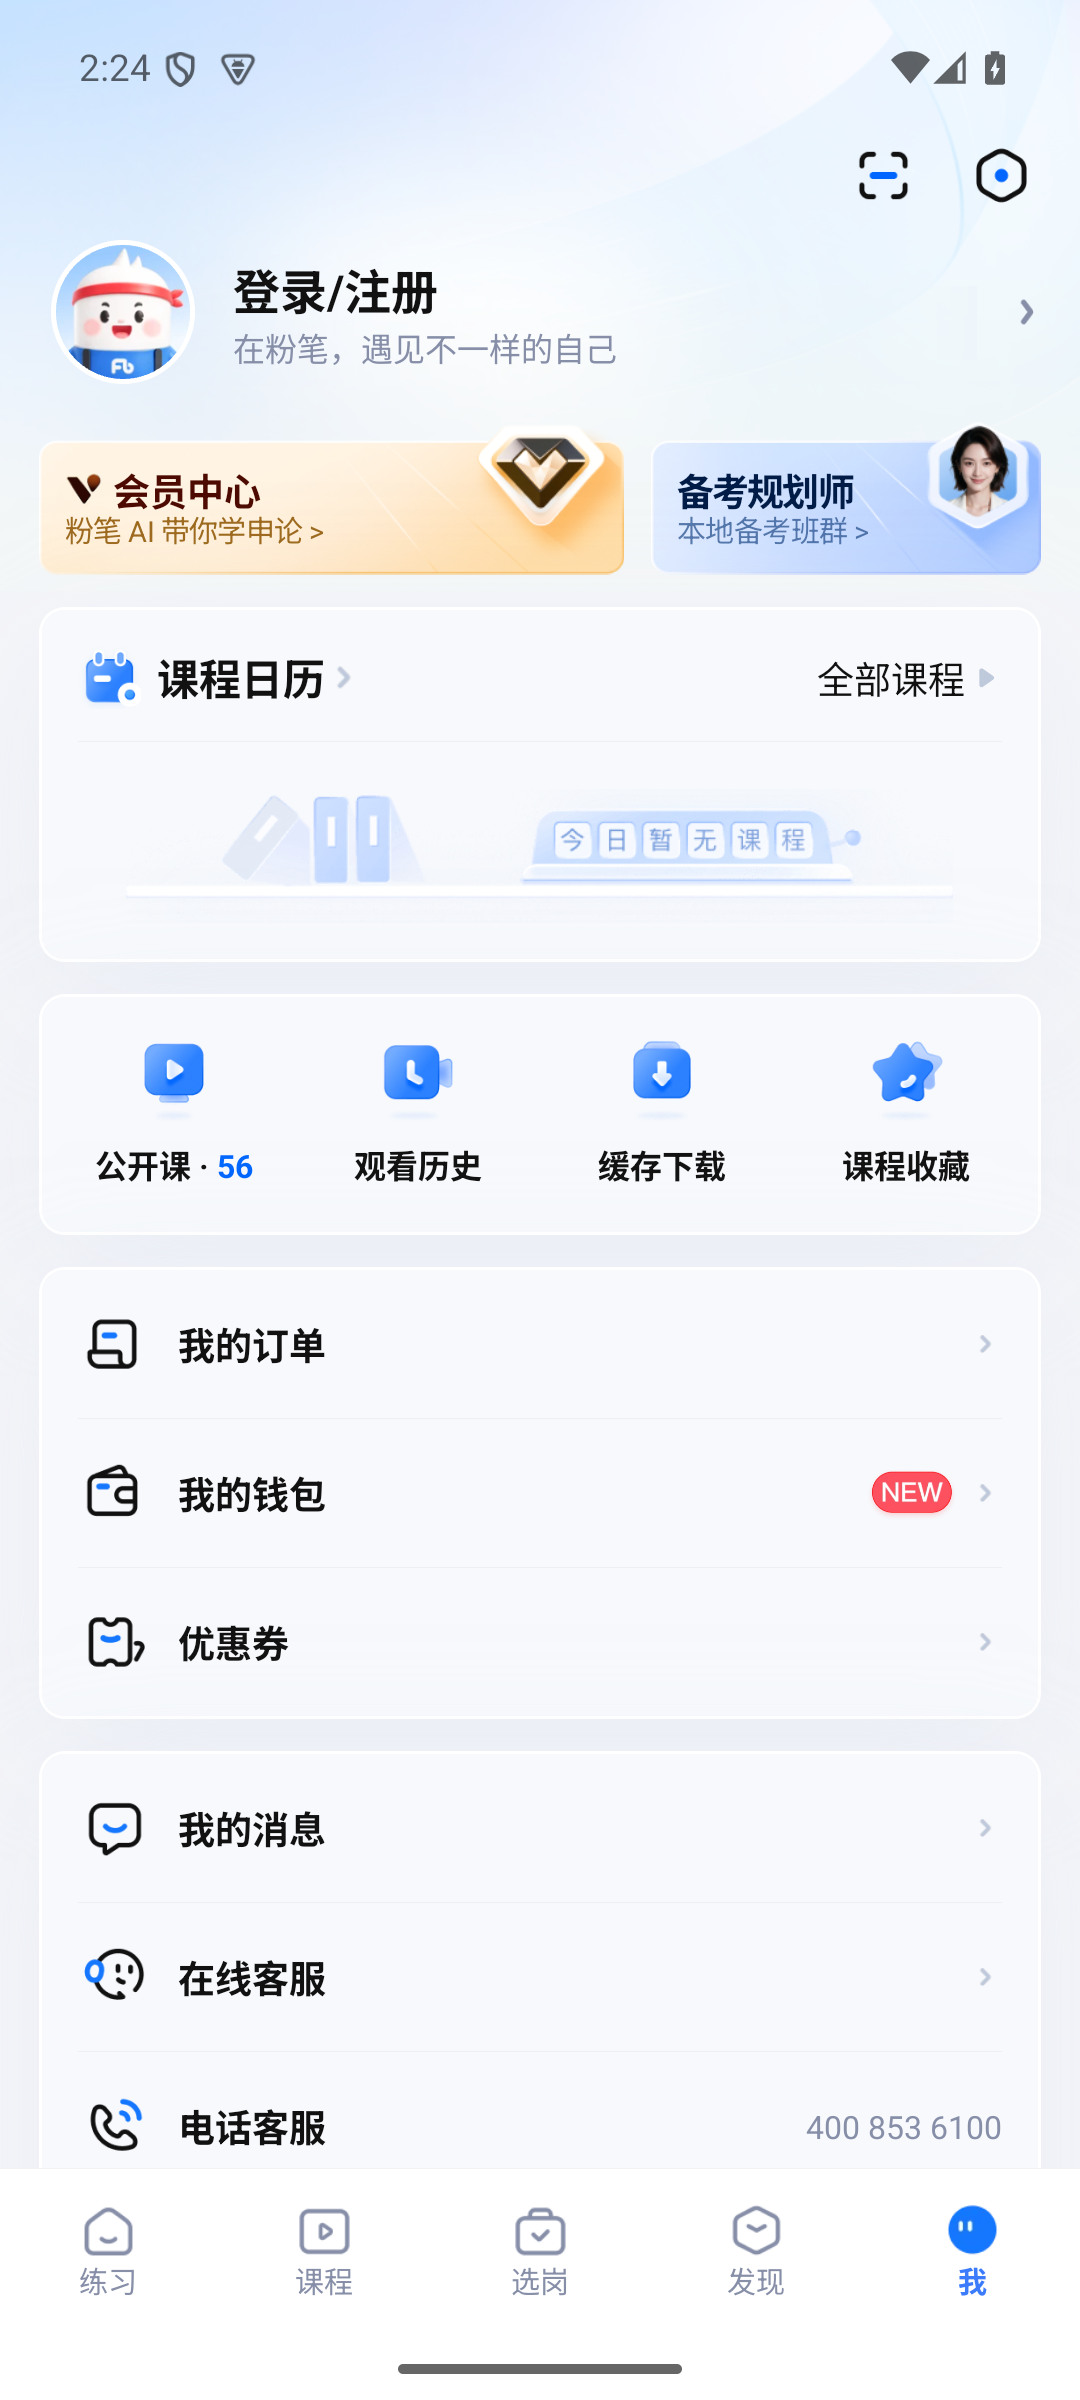 2:24
登录/注册
在粉笔，遇见不一样的自己
会员中心
粉笔 AI 带你学申论 >
备考规划师
本地备考班群 >
课程日历
全部课程
今日暂无课程
公开课 · 56
观看历史
缓存下载
课程收藏
我的订单
我的钱包
NEW
优惠券
我的消息
在线客服
电话客服
400 853 6100
练习
课程
选岗
发现
我